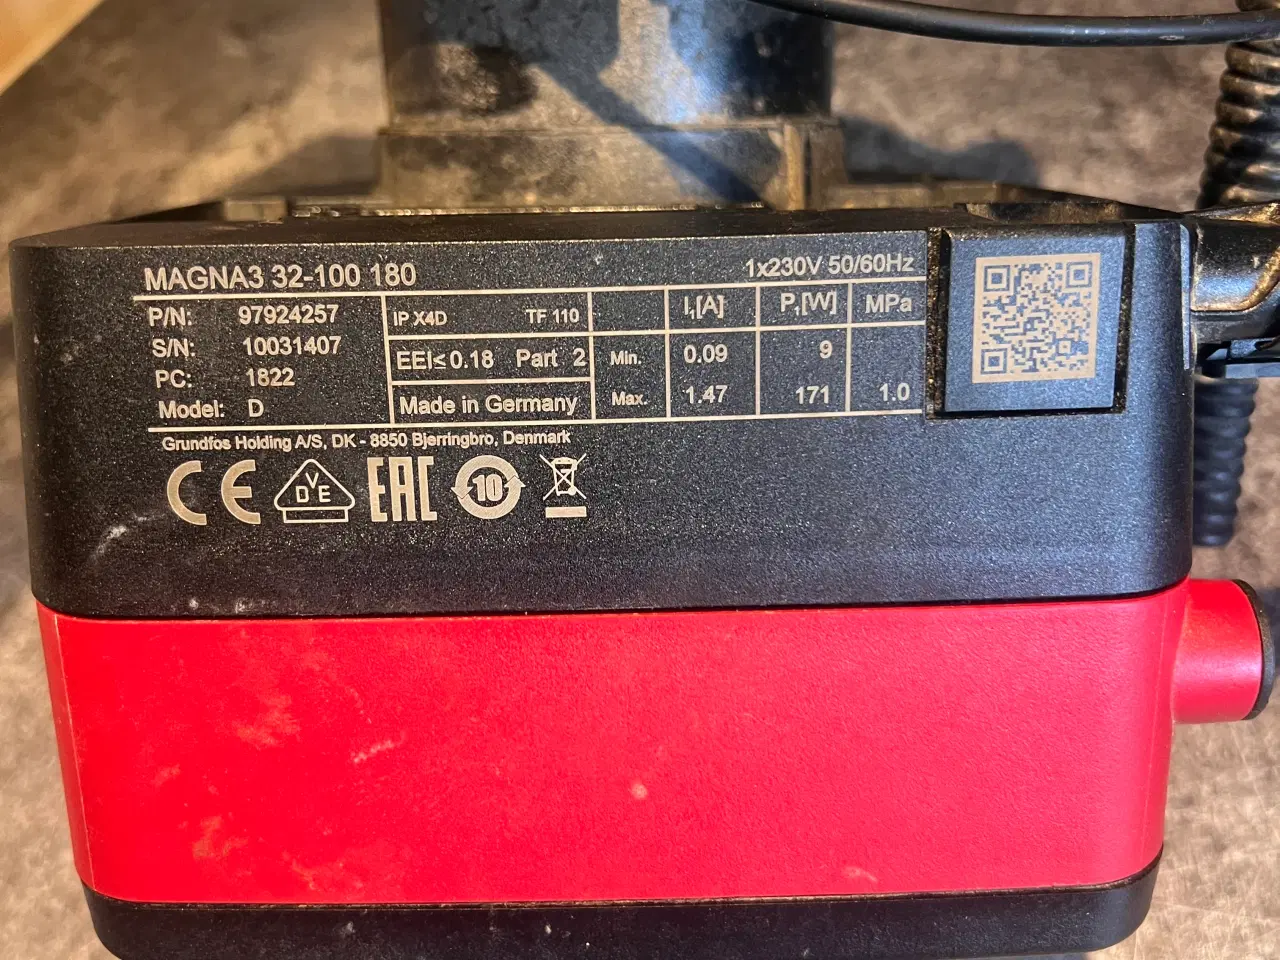 MAGNA3 32-100 180
1x230V 50/60Hz
P/N: 97924257
S/N: 10031407
PC: 1822
Model: D
IP X4D TF 110
EEI≤0.18 Part 2
Made in Germany
I₁[A] P₁[W] MPa
Min. 0.09 9
Max. 1.47 171 1.0
Grundfos Holding A/S, DK - 8850 Bjerringbro, Denmark
CE VDE EAC 10